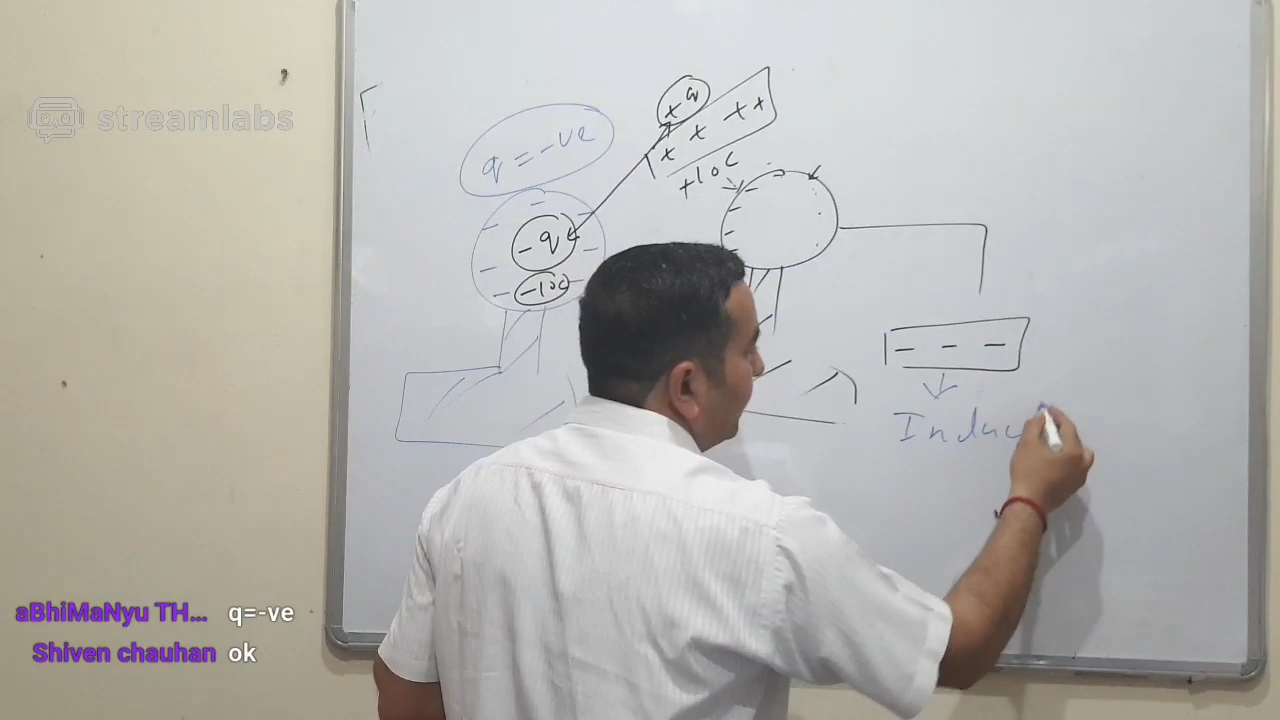 streamlabs
q = -ve
+q
+ + + +
+10C
-q
-10C
- - -
Induc
aBhiMaNyu TH... q=-ve
Shiven chauhan ok